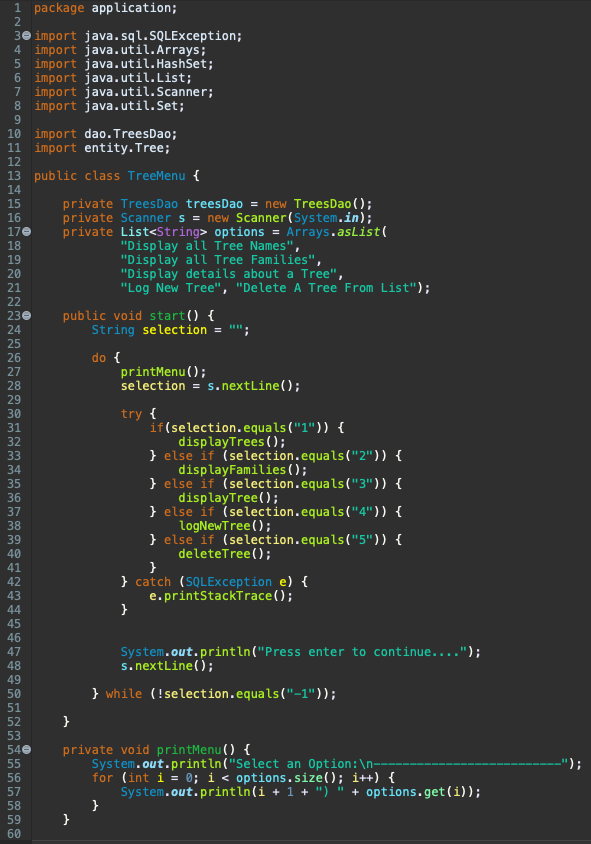 1 package application;
2
3 import java.sql.SQLException;
4 import java.util.Arrays;
5 import java.util.HashSet;
6 import java.util.List;
7 import java.util.Scanner;
8 import java.util.Set;
9
10 import dao.TreesDao;
11 import entity.Tree;
12
13 public class TreeMenu {
14
15     private TreesDao treesDao = new TreesDao();
16     private Scanner s = new Scanner(System.in);
17     private List<String> options = Arrays.asList(
18             "Display all Tree Names",
19             "Display all Tree Families",
20             "Display details about a Tree",
21             "Log New Tree", "Delete A Tree From List");
22
23     public void start() {
24         String selection = "";
25
26         do {
27             printMenu();
28             selection = s.nextLine();
29
30             try {
31                 if(selection.equals("1")) {
32                     displayTrees();
33                 } else if (selection.equals("2")) {
34                     displayFamilies();
35                 } else if (selection.equals("3")) {
36                     displayTree();
37                 } else if (selection.equals("4")) {
38                     logNewTree();
39                 } else if (selection.equals("5")) {
40                     deleteTree();
41                 }
42             } catch (SQLException e) {
43                 e.printStackTrace();
44             }
45
46
47             System.out.println("Press enter to continue....");
48             s.nextLine();
49
50         } while (!selection.equals("-1"));
51
52     }
53
54     private void printMenu() {
55         System.out.println("Select an Option:\n--------------------------");
56         for (int i = 0; i < options.size(); i++) {
57             System.out.println(i + 1 + ") " + options.get(i));
58         }
59     }
60